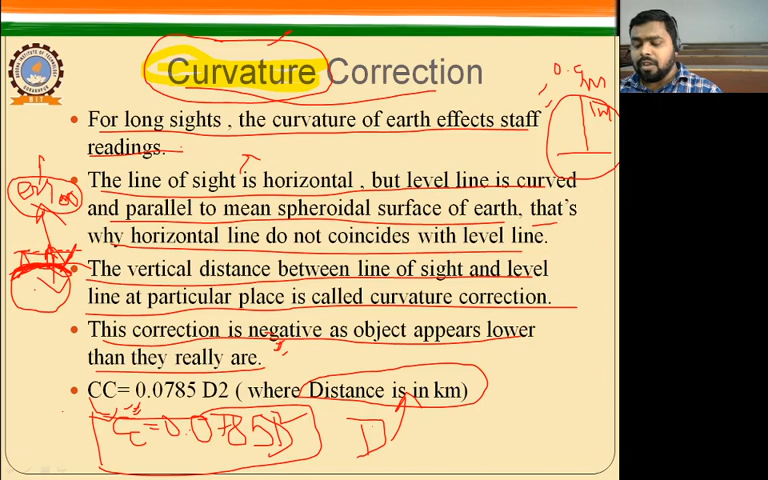 Curvature Correction
0.9m
1m
For long sights , the curvature of earth effects staff
readings.
The line of sight is horizontal , but level line is curved
and parallel to mean spheroidal surface of earth, that's
why horizontal line do not coincides with level line.
The vertical distance between line of sight and level
line at particular place is called curvature correction.
This correction is negative as object appears lower
than they really are.
CC= 0.0785 D2 ( where Distance is in km)
D